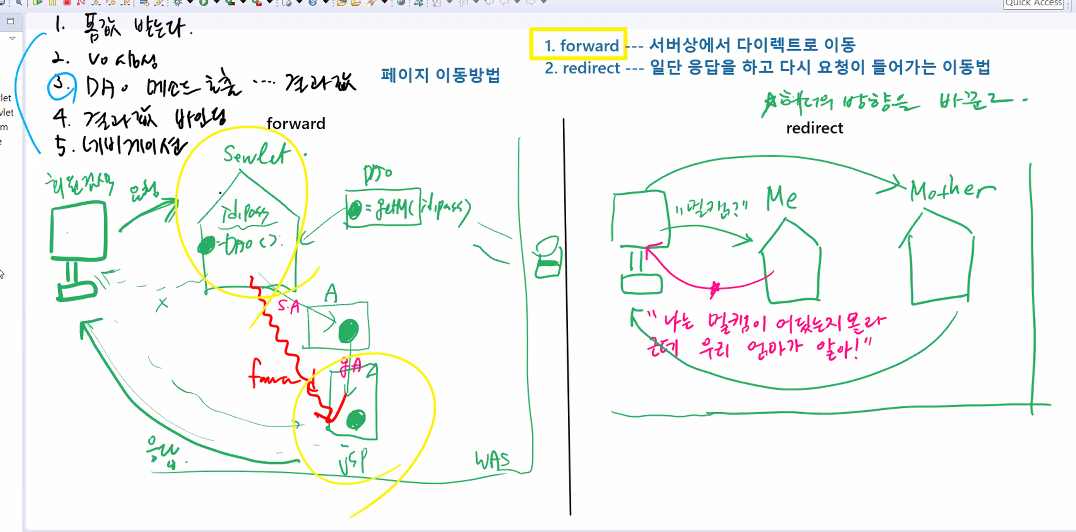 Quick Access
1. 폼값 받는다.
2. VO 생성
3. DAO 메소드 호출 ... 결과값
4. 결과값 바인딩
5. 네비게이션
페이지 이동방법
1. forward --- 서버상에서 다이렉트로 이동
2. redirect --- 일단 응답을 하고 다시 요청이 들어가는 이동법
헤더의 방향을 바꾼다.
forward
redirect
Servlet
회원검색
요청
id,pass
=DAO().
DAO
=getM(id,pass)
S.A
A
gA
forward
jsp
응답
WAS
"멀캠?"
Me
Mother
"나는 멀캠이 어딨는지몰라
근데 우리 엄마가 알아!"